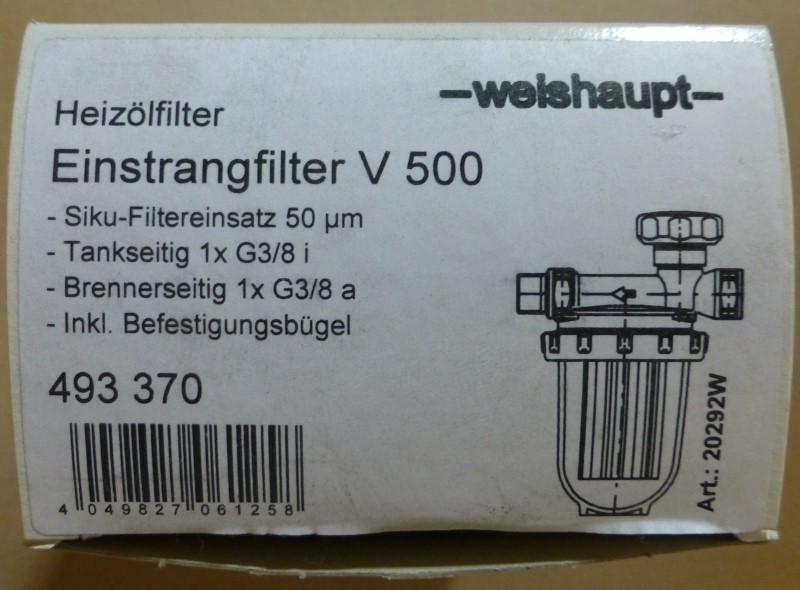 -weishaupt-
Heizölfilter
Einstrangfilter V 500
- Siku-Filtereinsatz 50 µm
- Tankseitig 1x G3/8 i
- Brennerseitig 1x G3/8 a
- Inkl. Befestigungsbügel
493 370
4 049827 061258
Art.: 20292W